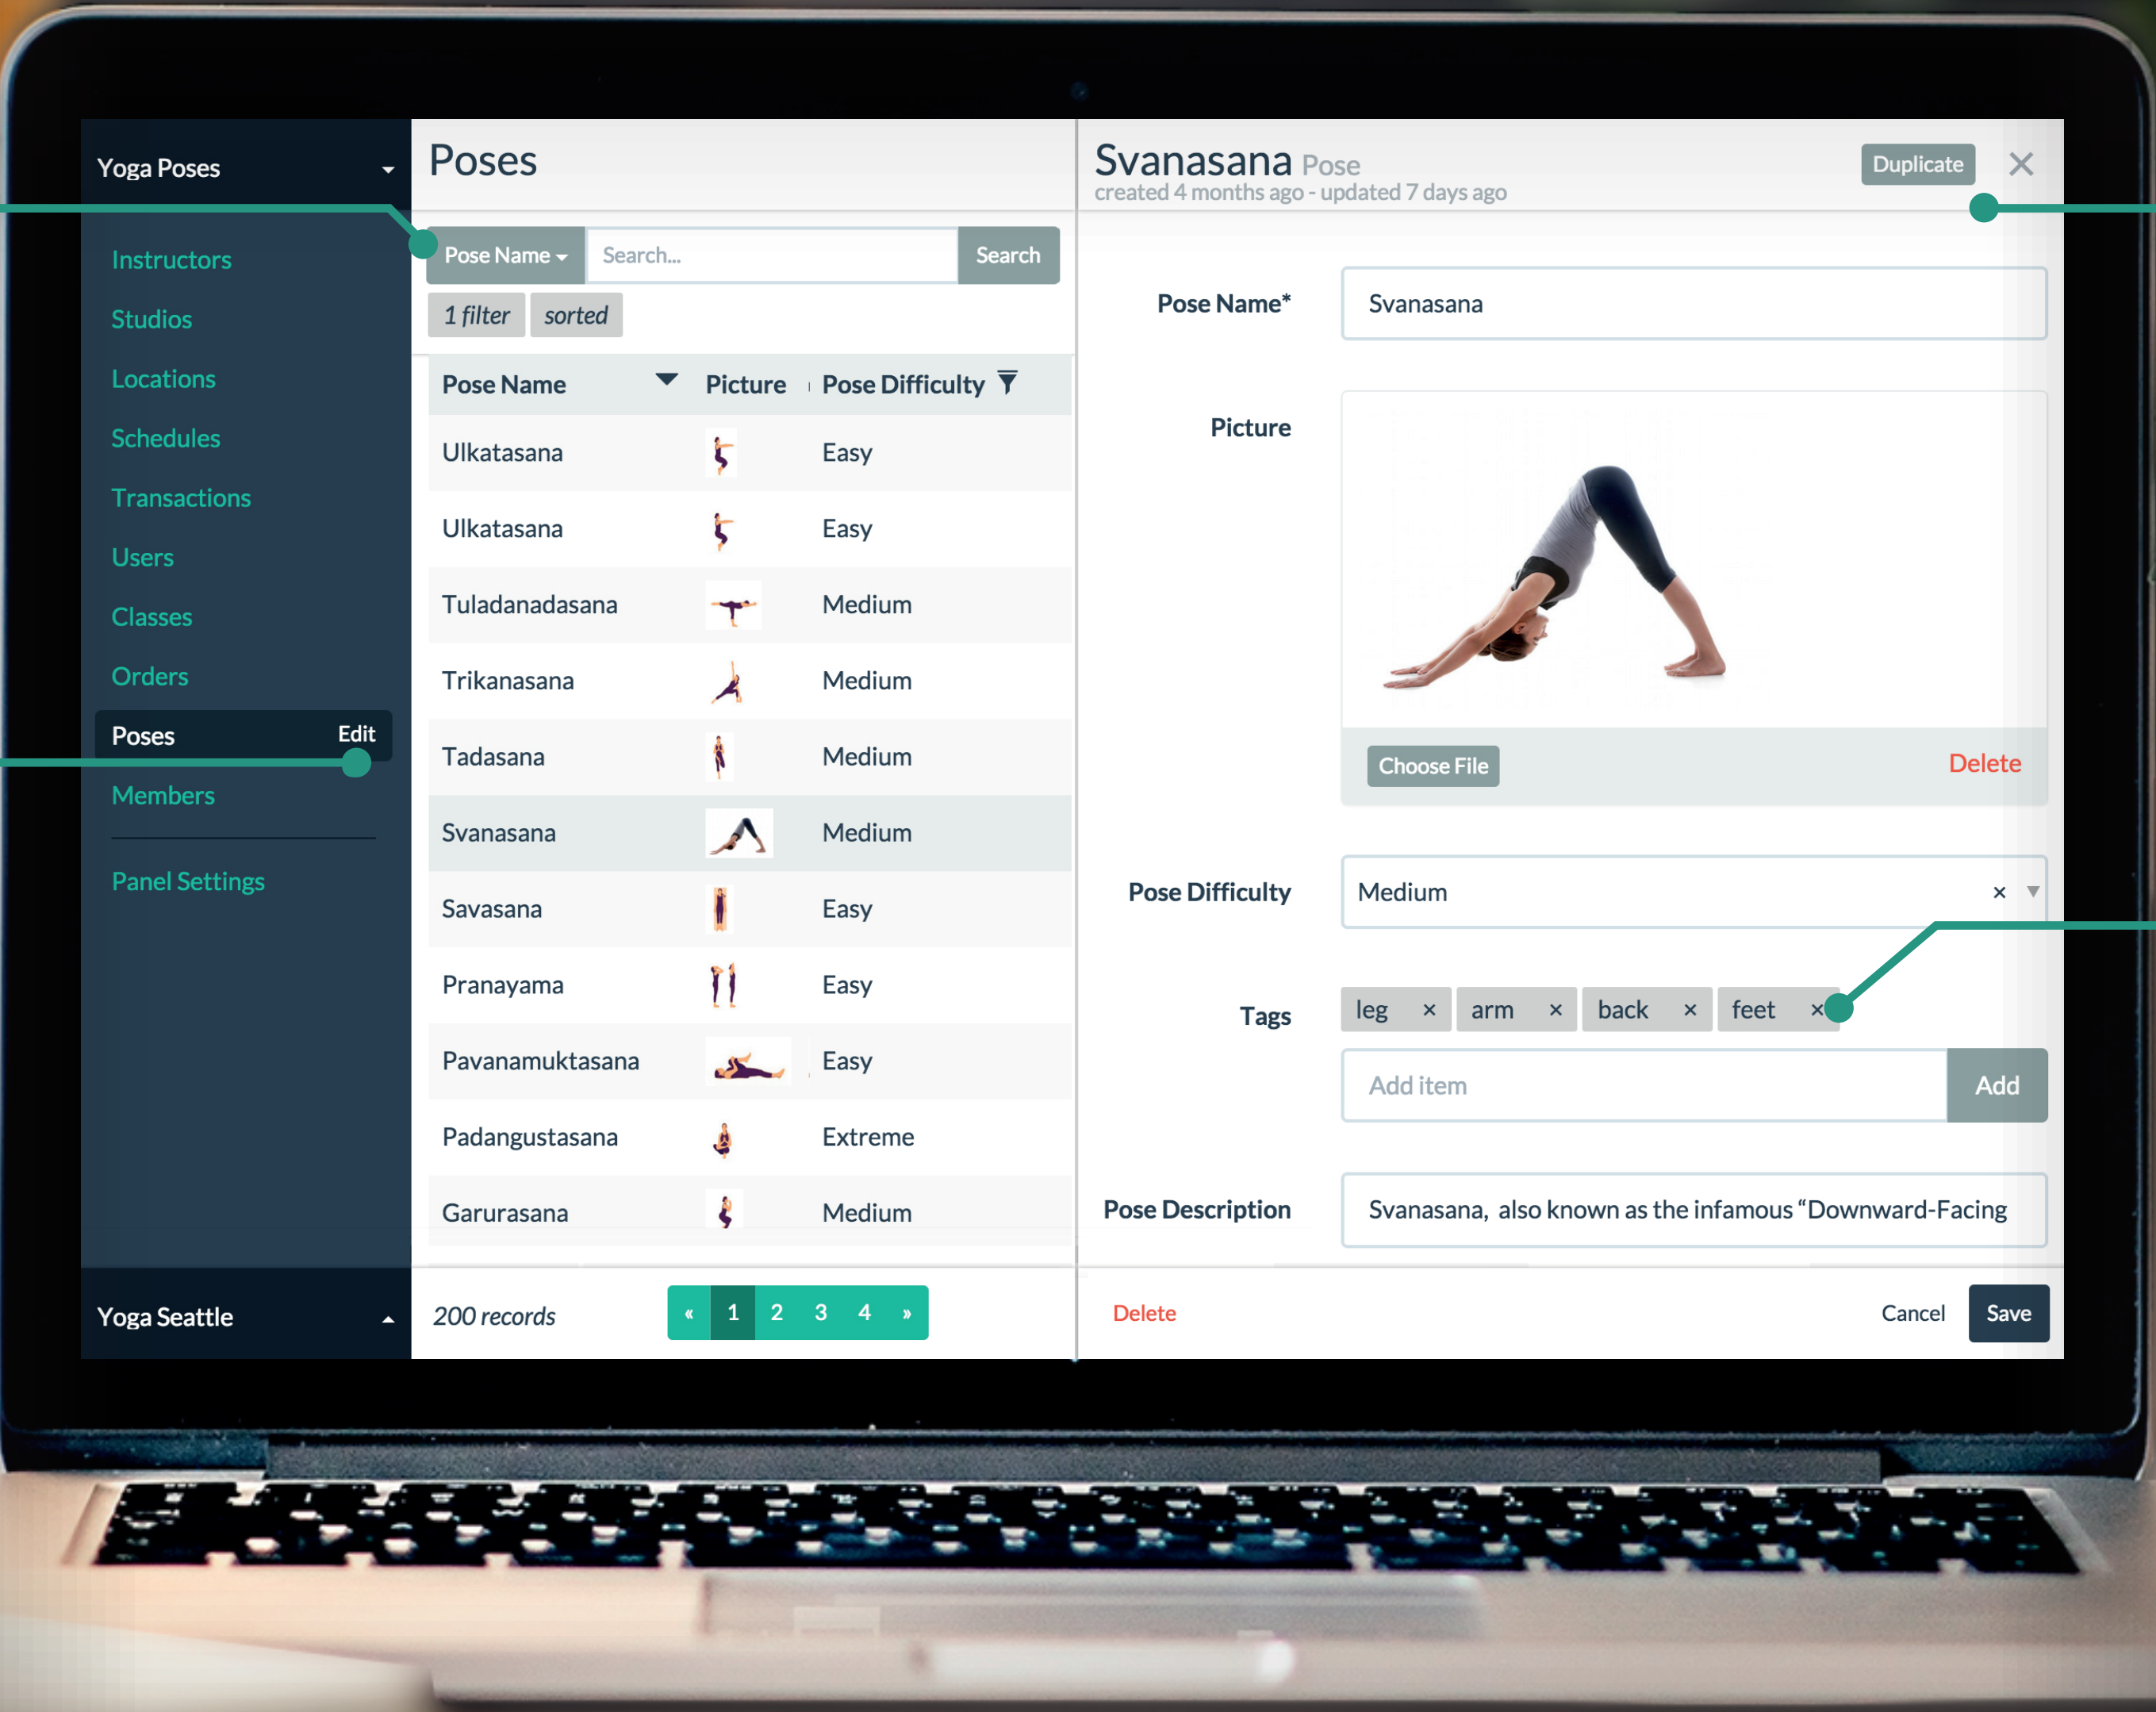 Yoga Poses
Instructors
Studios
Locations
Schedules
Transactions
Users
Classes
Orders
Poses Edit
Members
Panel Settings
Yoga Seattle
Poses
Pose Name Search... Search
1 filter sorted
Pose Name Picture Pose Difficulty
Ulkatasana Easy
Ulkatasana Easy
Tuladanadasana Medium
Trikanasana Medium
Tadasana Medium
Svanasana Medium
Savasana Easy
Pranayama Easy
Pavanamuktasana Easy
Padangustasana Extreme
Garurasana Medium
200 records « 1 2 3 4 »
Svanasana Pose Duplicate ×
created 4 months ago - updated 7 days ago
Pose Name* Svanasana
Picture
Choose File Delete
Pose Difficulty Medium ×
Tags leg × arm × back × feet ×
Add item Add
Pose Description Svanasana, also known as the infamous “Downward-Facing
Delete Cancel Save